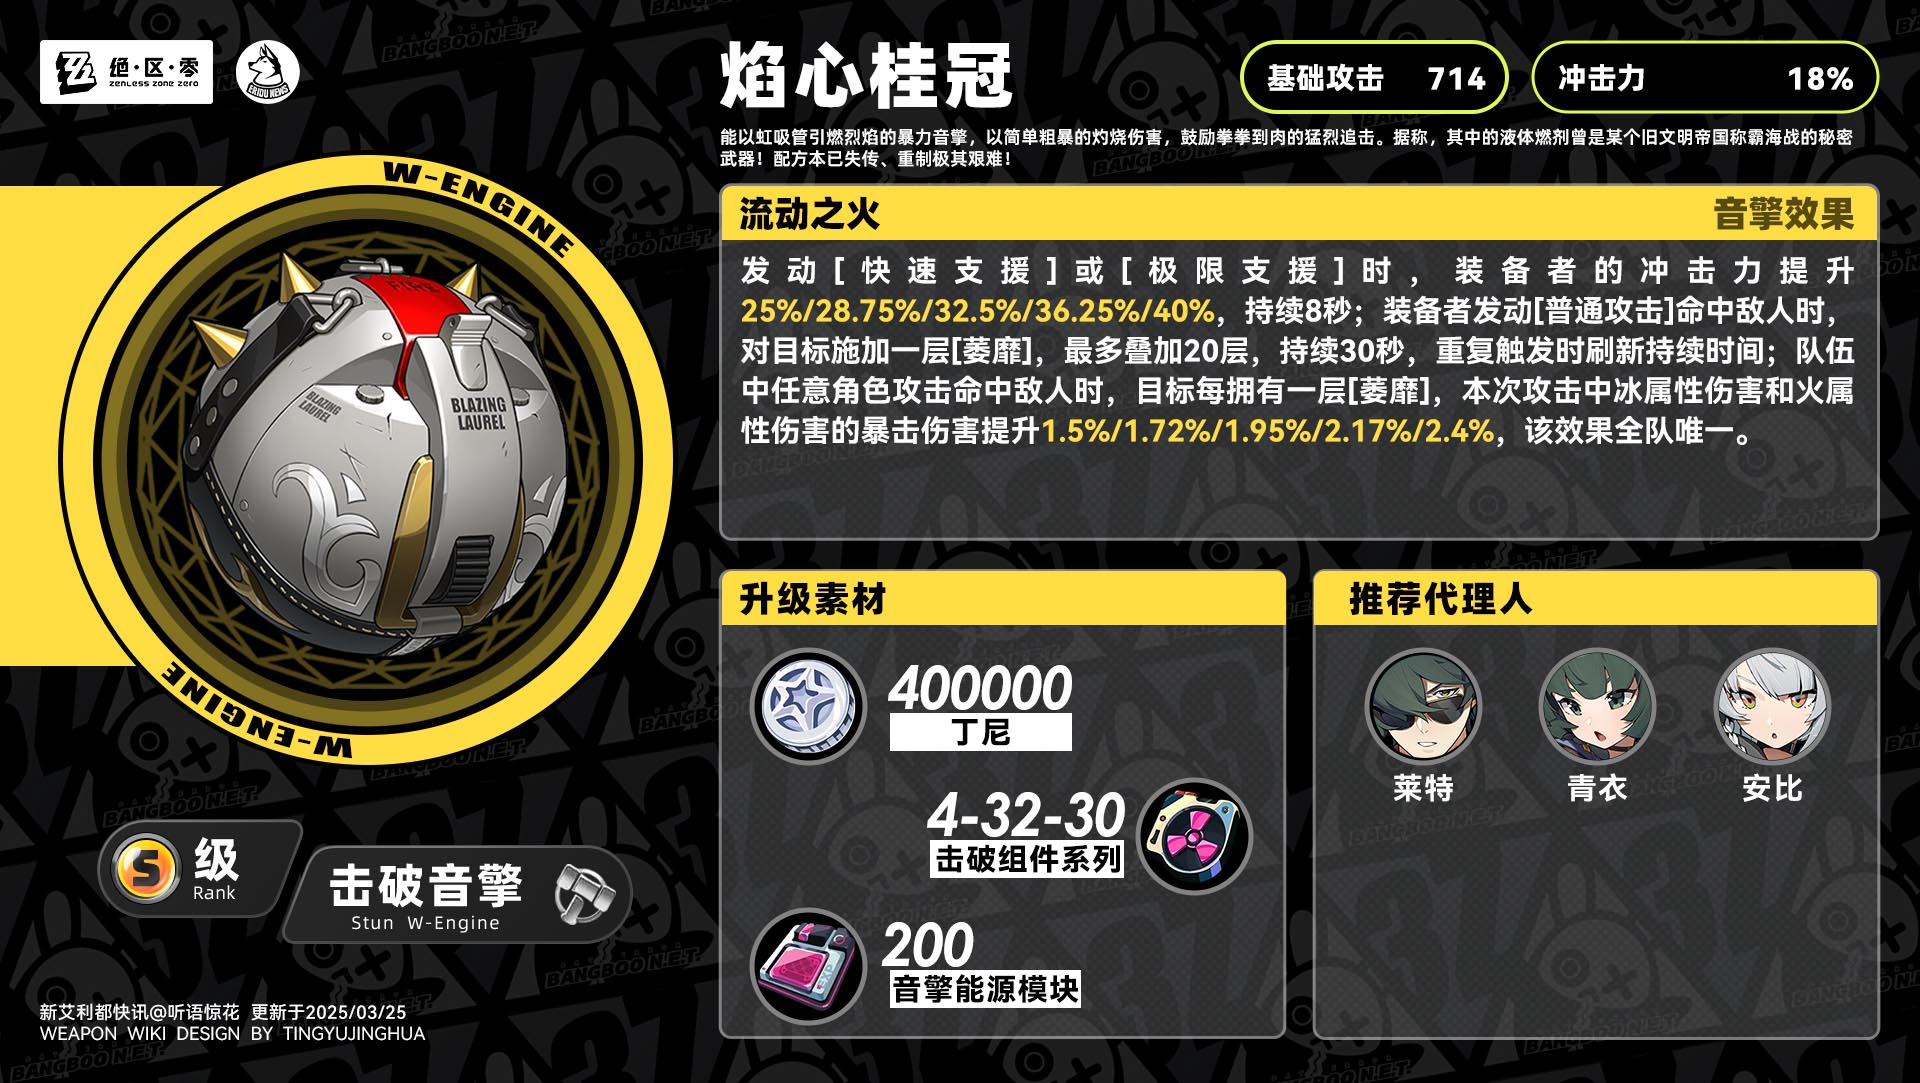 绝·区·零
ZENLESS ZONE ZERO
ERIDU NEWS
焰心桂冠
基础攻击 714
冲击力 18%
能以虹吸管引燃烈焰的暴力音擎，以简单粗暴的灼烧伤害，鼓励拳拳到肉的猛烈追击。据称，其中的液体燃剂曾是某个旧文明帝国称霸海战的秘密
武器！配方本已失传、重制极其艰难！
W-ENGINE
W-ENGINE
FIRE
BLAZING
LAUREL
BLAZING
LAUREL
流动之火 音擎效果
发动[快速支援]或[极限支援]时，装备者的冲击力提升
25%/28.75%/32.5%/36.25%/40%，持续8秒；装备者发动[普通攻击]命中敌人时，
对目标施加一层[萎靡]，最多叠加20层，持续30秒，重复触发时刷新持续时间；队伍
中任意角色攻击命中敌人时，目标每拥有一层[萎靡]，本次攻击中冰属性伤害和火属
性伤害的暴击伤害提升1.5%/1.72%/1.95%/2.17%/2.4%，该效果全队唯一。
升级素材
400000
丁尼
4-32-30
击破组件系列
200
音擎能源模块
推荐代理人
莱特 青衣 安比
S 级
Rank
击破音擎
Stun W-Engine
新艾利都快讯@听语惊花 更新于2025/03/25
WEAPON WIKI DESIGN BY TINGYUJINGHUA
BANGBOO N.E.T.